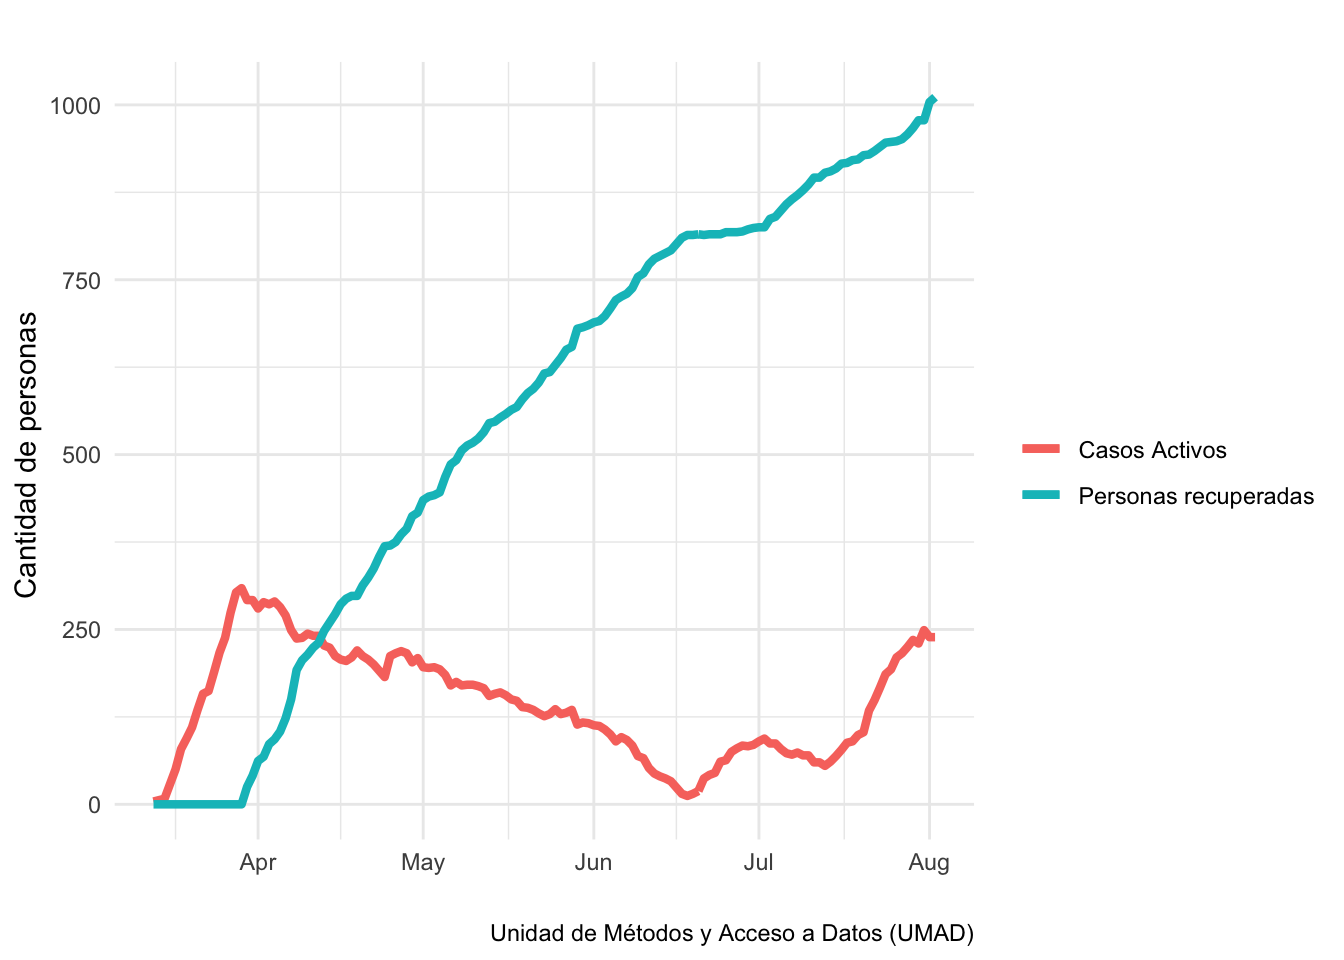 Cantidad de personas
1000
750
500
250
0
Apr
May
Jun
Jul
Aug
Casos Activos
Personas recuperadas
Unidad de Métodos y Acceso a Datos (UMAD)